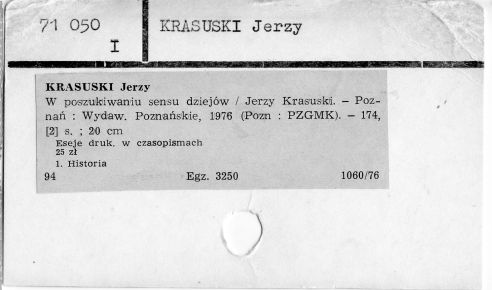 71 050 KRASUSKI Jerzy
I
KRASUSKI Jerzy
W poszukiwaniu sensu dziejów / Jerzy Krasuski. – Poz-
nań : Wydaw. Poznańskie, 1976 (Pozn : PZGMK). – 174,
[2] s. ; 20 cm
Eseje druk. w czasopismach
25 zł
1. Historia
94 Egz. 3250 1060/76